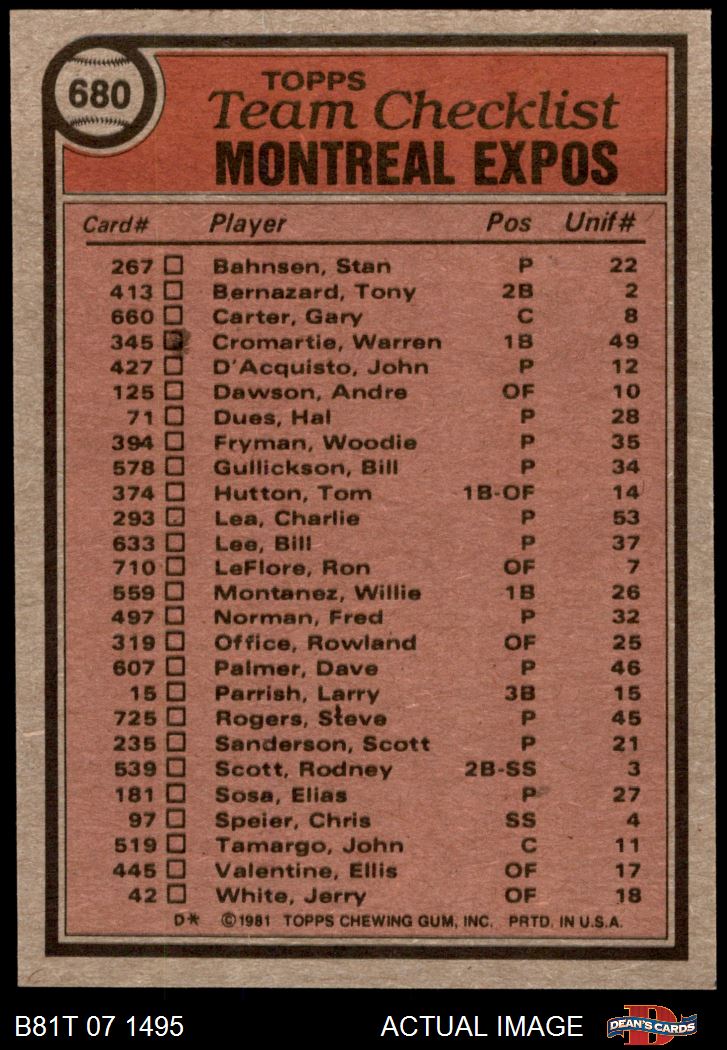 680
TOPPS
Team Checklist
MONTREAL EXPOS
Card# Player Pos Unif#
267 Bahnsen, Stan P 22
413 Bernazard, Tony 2B 2
660 Carter, Gary C 8
345 Cromartie, Warren 1B 49
427 D'Acquisto, John P 12
125 Dawson, Andre OF 10
71 Dues, Hal P 28
394 Fryman, Woodie P 35
578 Gullickson, Bill P 34
374 Hutton, Tom 1B-OF 14
293 Lea, Charlie P 53
633 Lee, Bill P 37
710 LeFlore, Ron OF 7
559 Montanez, Willie 1B 26
497 Norman, Fred P 32
319 Office, Rowland OF 25
607 Palmer, Dave P 46
15 Parrish, Larry 3B 15
725 Rogers, Steve P 45
235 Sanderson, Scott P 21
539 Scott, Rodney 2B-SS 3
181 Sosa, Elias P 27
97 Speier, Chris SS 4
519 Tamargo, John C 11
445 Valentine, Ellis OF 17
42 White, Jerry OF 18
D* ©1981 TOPPS CHEWING GUM, INC. PRTD. IN U.S.A.
B81T 07 1495 ACTUAL IMAGE DEAN'S CARDS